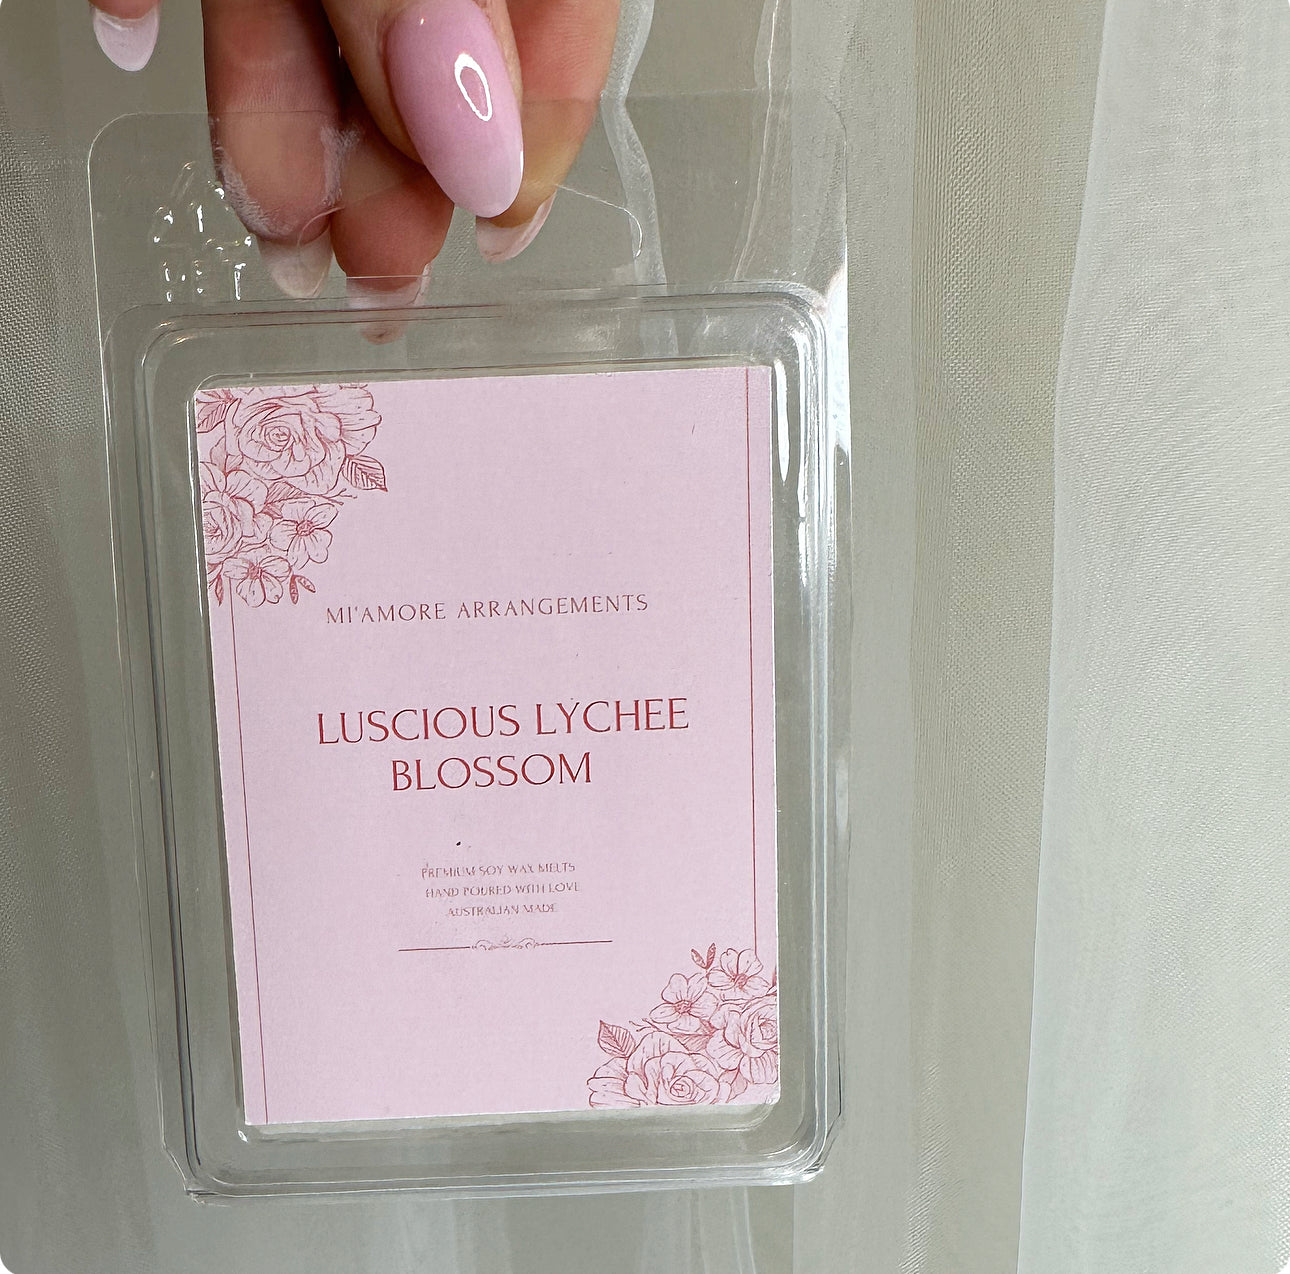 MI'AMORE ARRANGEMENTS
LUSCIOUS LYCHEE
BLOSSOM
PREMIUM SOY WAX MELTS
HAND POURED WITH LOVE
AUSTRALIAN MADE